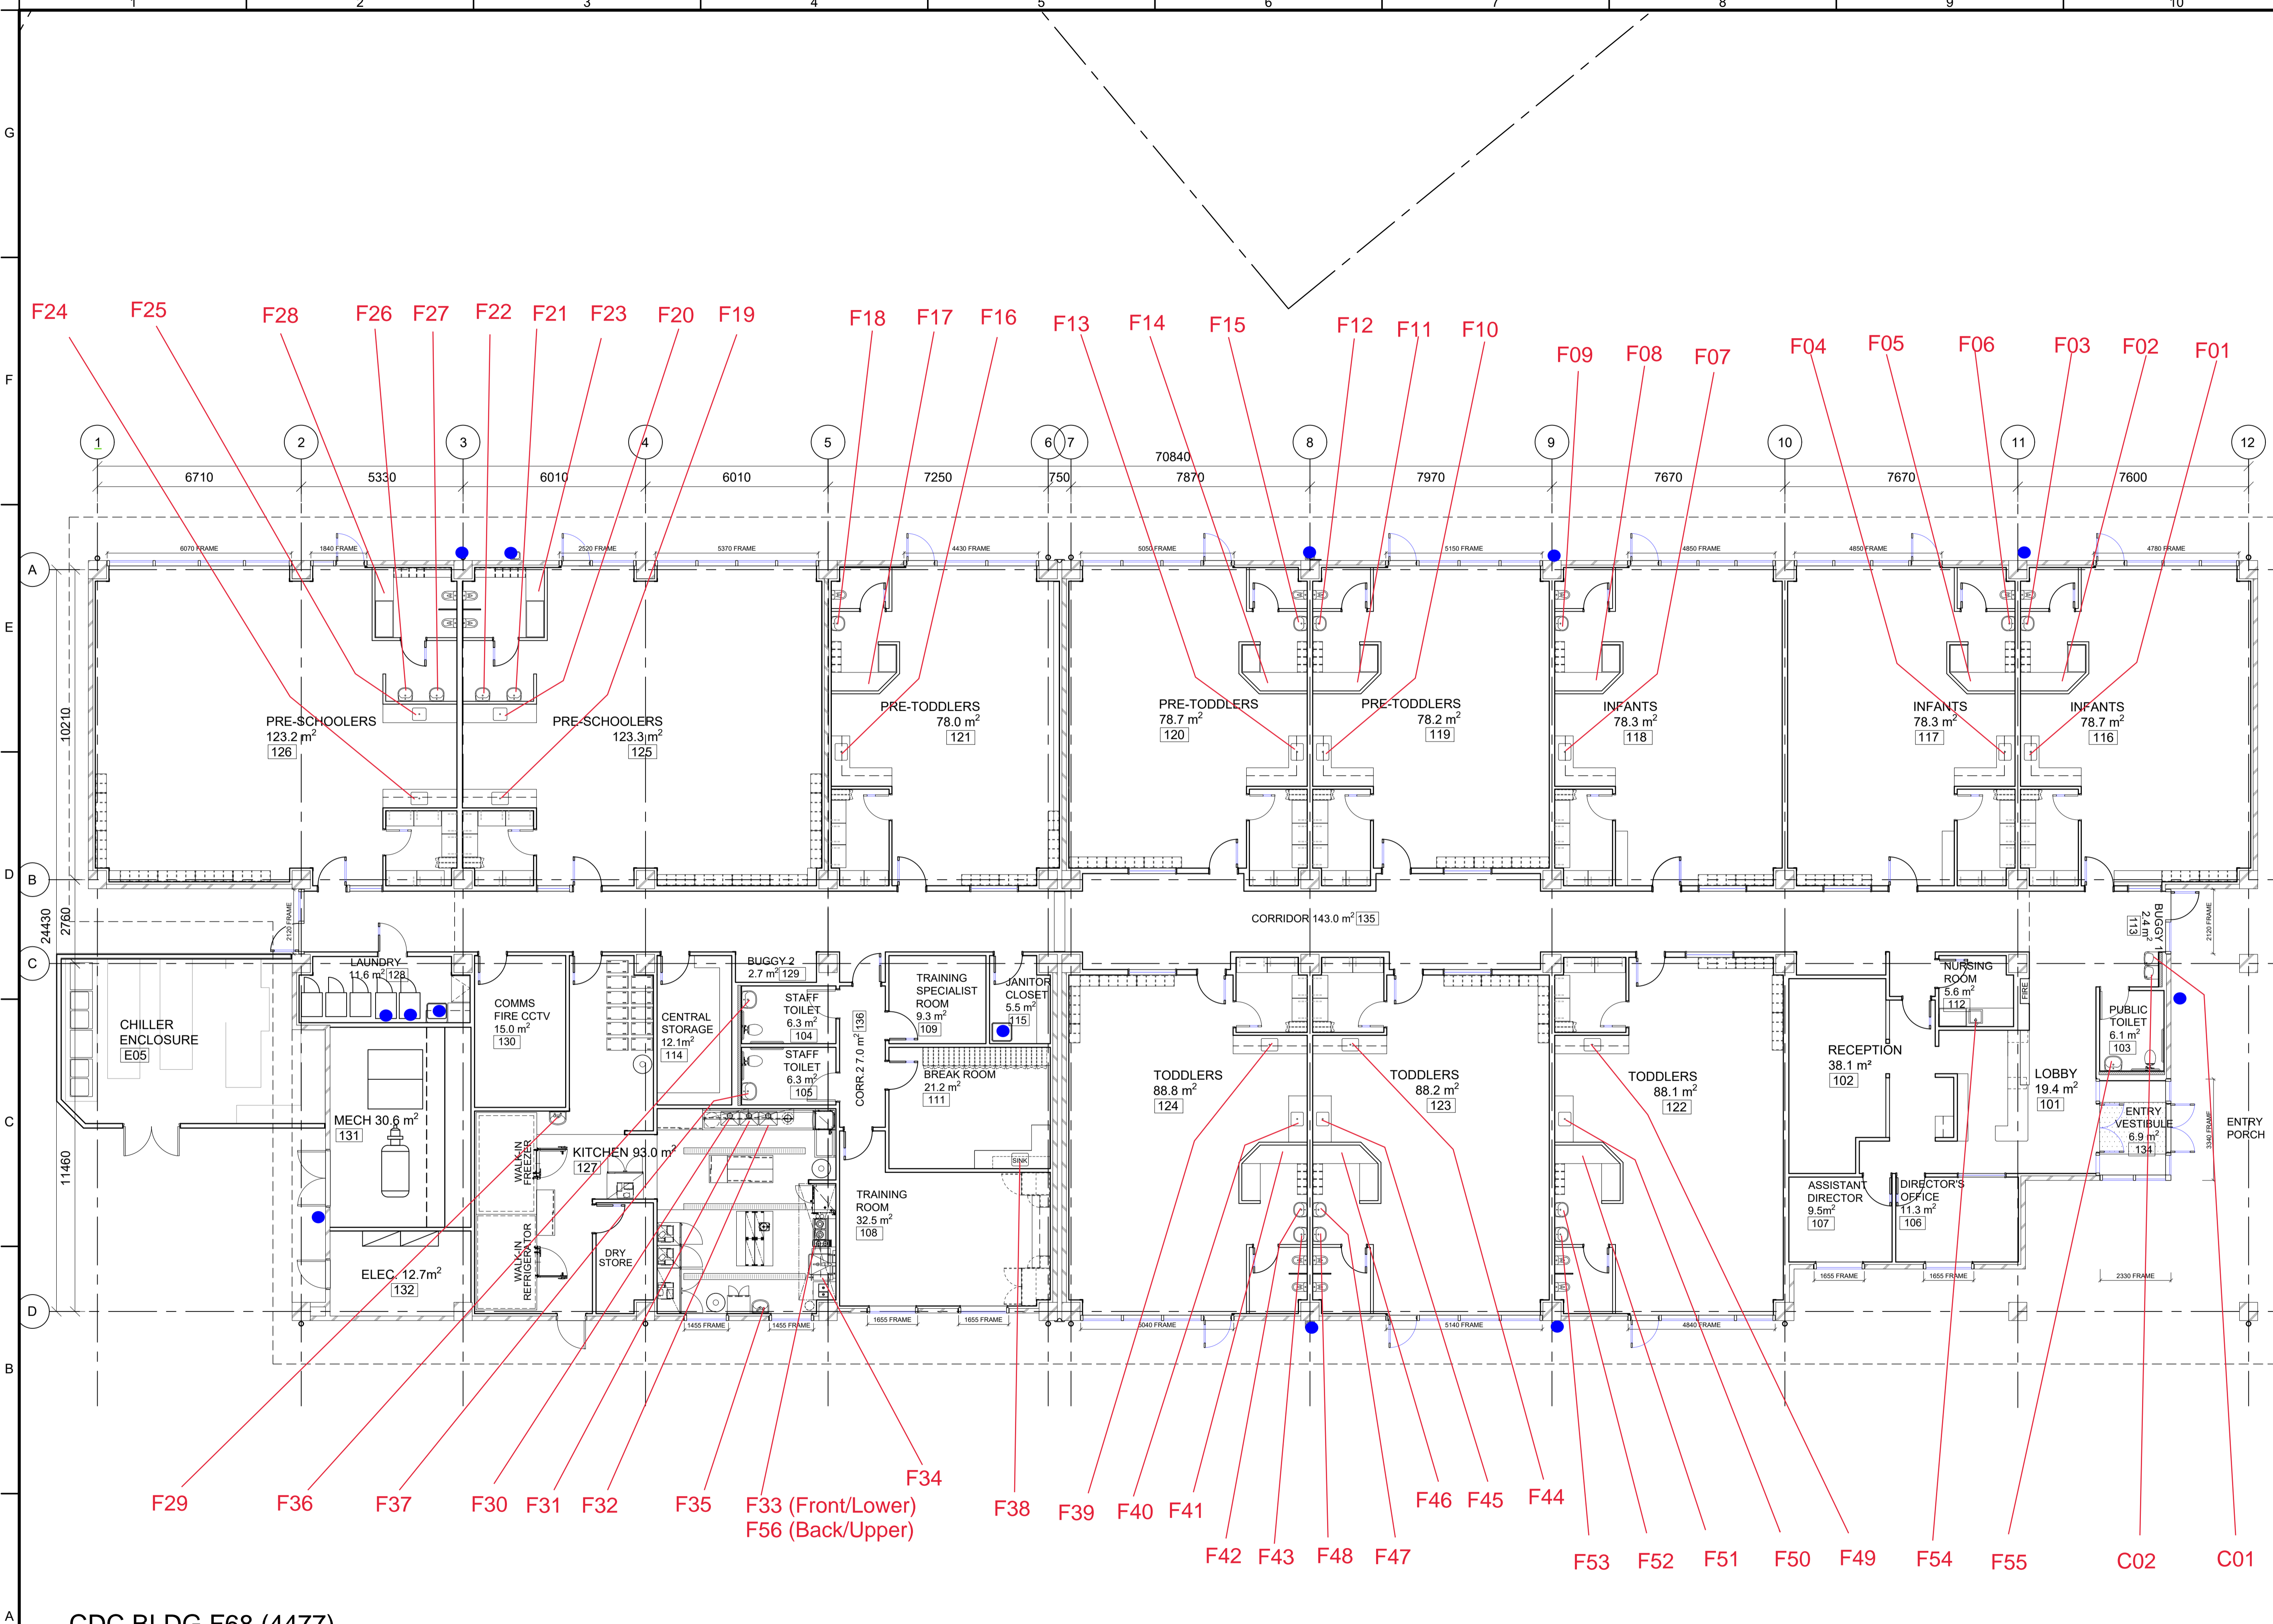 1 2 3 4 5 6 7 8 9 10
G
F24 F25 F28 F26 F27 F22 F21 F23 F20 F19 F18 F17 F16 F13 F14 F15 F12 F11 F10 F09 F08 F07 F04 F05 F06 F03 F02 F01
F
1 2 3 4 5 6 7 8 9 10 11 12
70840
6710 5330 6010 6010 7250 750 7870 7970 7670 7670 7600
6070 FRAME 1840 FRAME 2520 FRAME 5370 FRAME 4430 FRAME 5050 FRAME 5150 FRAME 4850 FRAME 4850 FRAME 4780 FRAME
A
E
PRE-SCHOOLERS
123.2 m²
126
PRE-SCHOOLERS
123.3 m²
125
PRE-TODDLERS
78.0 m²
121
PRE-TODDLERS
78.7 m²
120
PRE-TODDLERS
78.2 m²
119
INFANTS
78.3 m²
118
INFANTS
78.3 m²
117
INFANTS
78.7 m²
116
10210
D
B
24430
2760
2120 FRAME
CORRIDOR 143.0 m² 135
BUGGY 1
2.4 m²
113
2120 FRAME
C
LAUNDRY
11.6 m² 128
BUGGY 2
2.7 m² 129
CHILLER
ENCLOSURE
E05
COMMS
FIRE CCTV
15.0 m²
130
CENTRAL
STORAGE
12.1m²
114
STAFF
TOILET
6.3 m²
104
STAFF
TOILET
6.3 m²
105
CORR.2 7.0 m² 136
TRAINING
SPECIALIST
ROOM
9.3 m²
109
JANITOR
CLOSET
5.5 m²
115
BREAK ROOM
21.2 m²
111
SINK
TODDLERS
88.8 m²
124
TODDLERS
88.2 m²
123
TODDLERS
88.1 m²
122
RECEPTION
38.1 m²
102
NURSING
ROOM
5.6 m²
112
FIRE
PUBLIC
TOILET
6.1 m²
103
LOBBY
19.4 m²
101
ENTRY
VESTIBULE
6.9 m²
134
3340 FRAME
ENTRY
PORCH
C
MECH 30.6 m²
131
WALK-IN
FREEZER
KITCHEN 93.0 m²
127
11460
TRAINING
ROOM
32.5 m²
108
ASSISTANT
DIRECTOR
9.5m²
107
DIRECTOR'S
OFFICE
11.3 m²
106
WALK-IN
REFRIGERATOR
DRY
STORE
ELEC. 12.7m²
132
D
1455 FRAME 1455 FRAME 1655 FRAME 1655 FRAME 5040 FRAME 5140 FRAME 4840 FRAME 1655 FRAME 1655 FRAME 2330 FRAME
B
F29 F36 F37 F30 F31 F32 F35 F33 (Front/Lower)
F56 (Back/Upper)
F34 F38 F39 F40 F41 F46 F45 F44
F42 F43 F48 F47 F53 F52 F51 F50 F49 F54 F55 C02 C01
A
CDC BLDG F68 (4477)